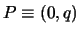 P ≡ (0, q)